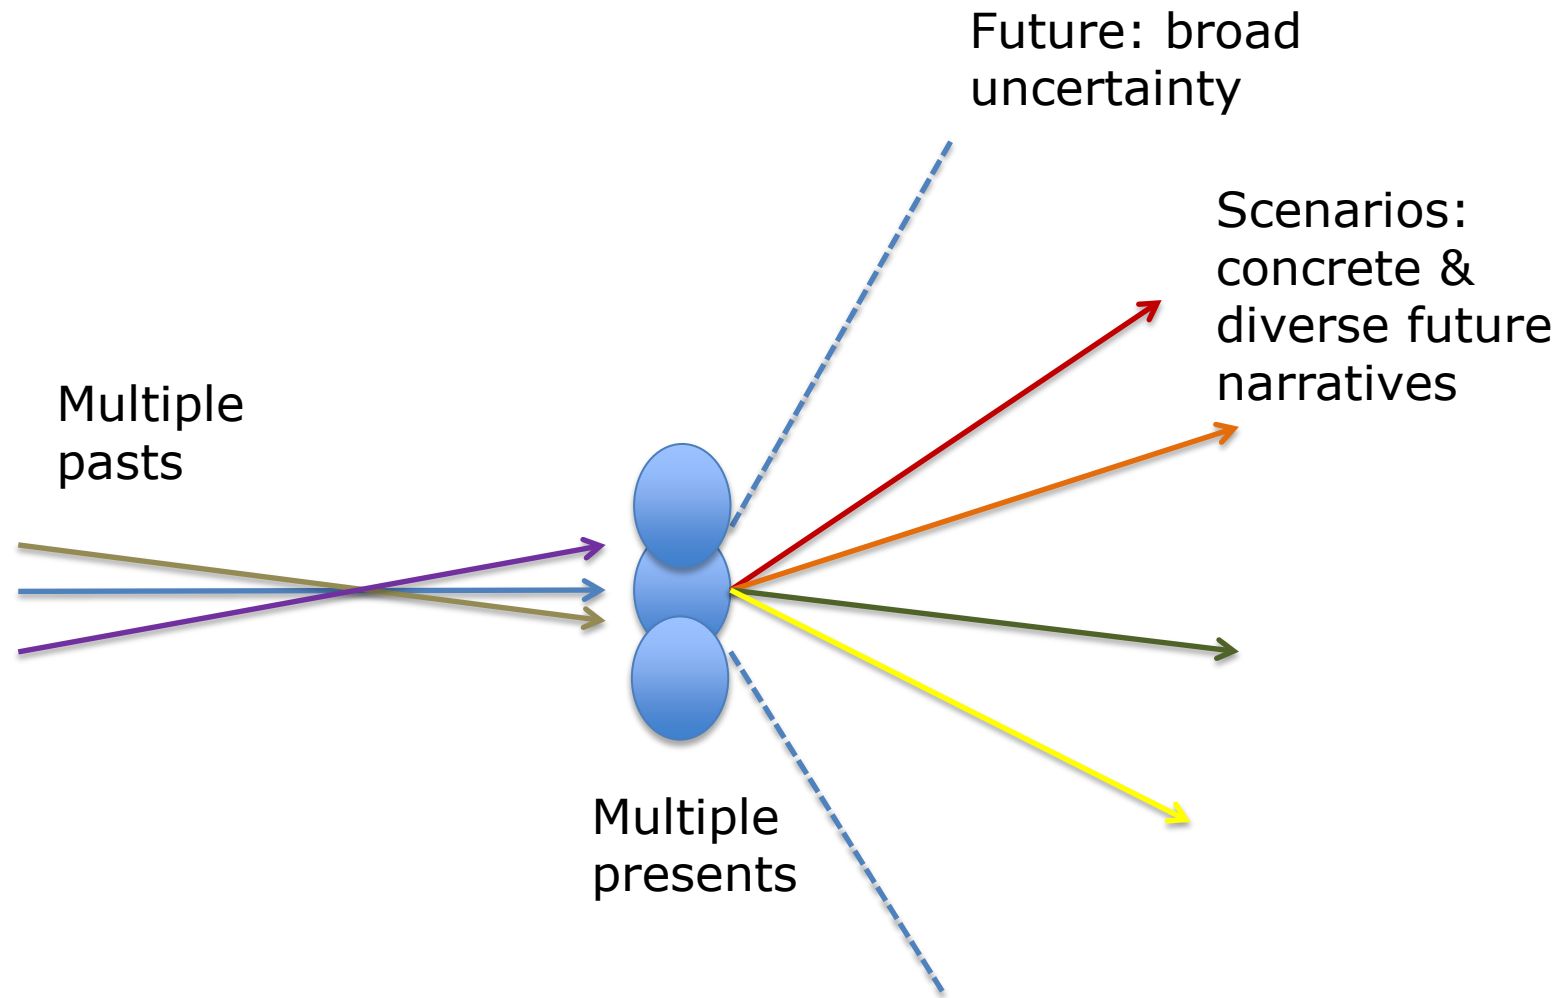 Future: broad
uncertainty
Scenarios:
concrete &
diverse future
narratives
Multiple
pasts
Multiple
presents